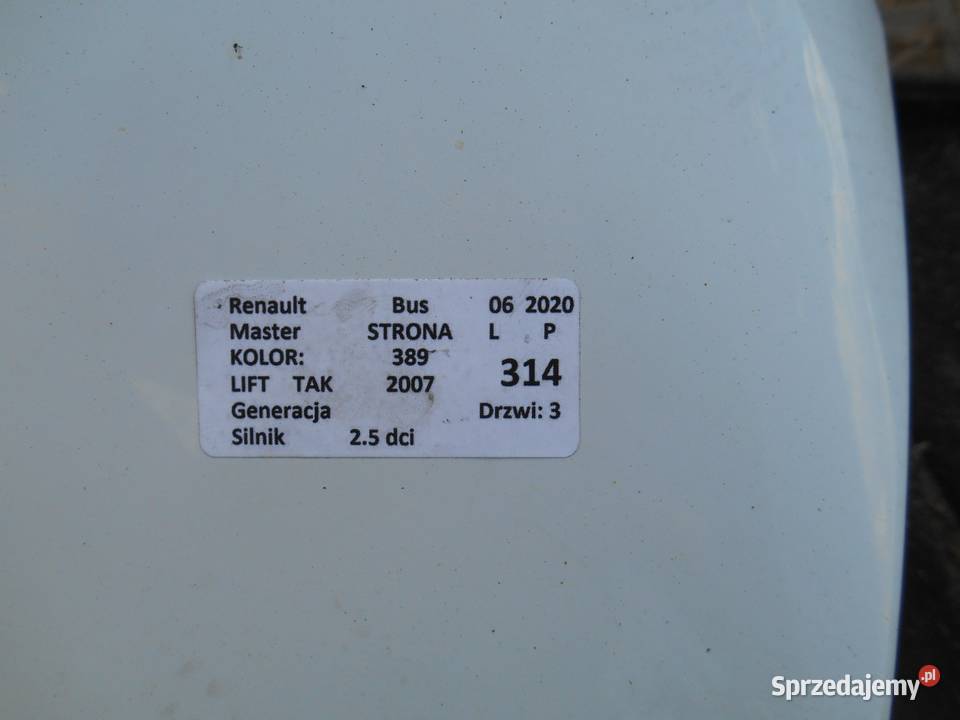 Renault Bus 06 2020
Master STRONA L P
KOLOR: 389
314
LIFT TAK 2007
Generacja Drzwi: 3
Silnik 2.5 dci
Sprzedajemy.pl